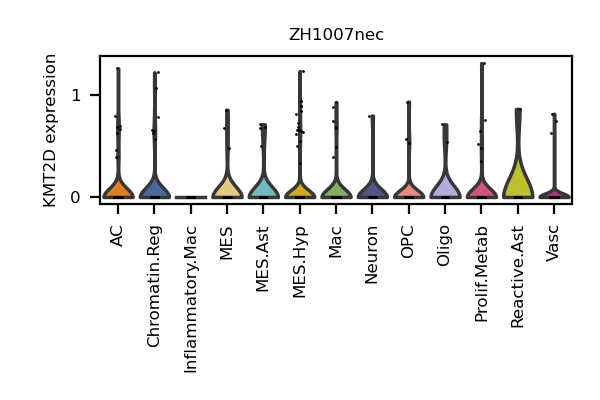 ZH1007nec
KMT2D expression
1
0
AC
Chromatin.Reg
Inflammatory.Mac
MES
MES.Ast
MES.Hyp
Mac
Neuron
OPC
Oligo
Prolif.Metab
Reactive.Ast
Vasc